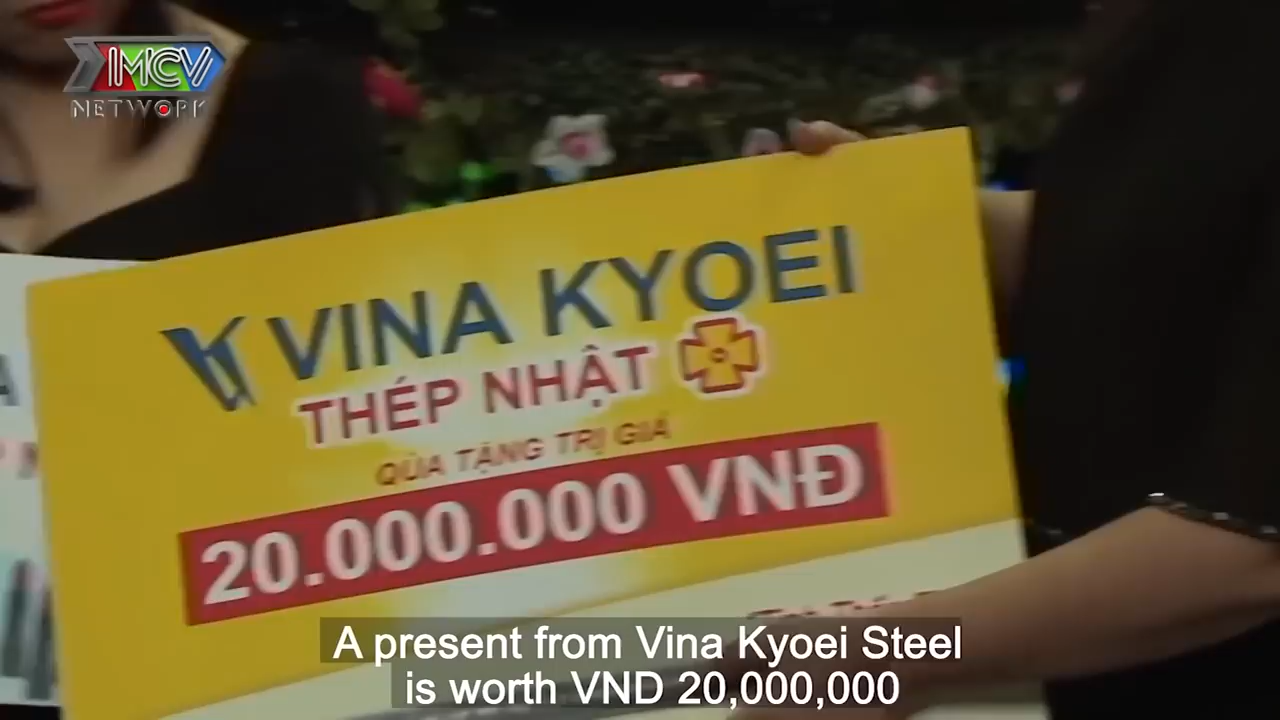 MCV
NETWORK
VINA KYOEI
THÉP NHẬT
QÙA TẶNG TRỊ GIÁ
20.000.000 VNĐ
A present from Vina Kyoei Steel
is worth VND 20,000,000